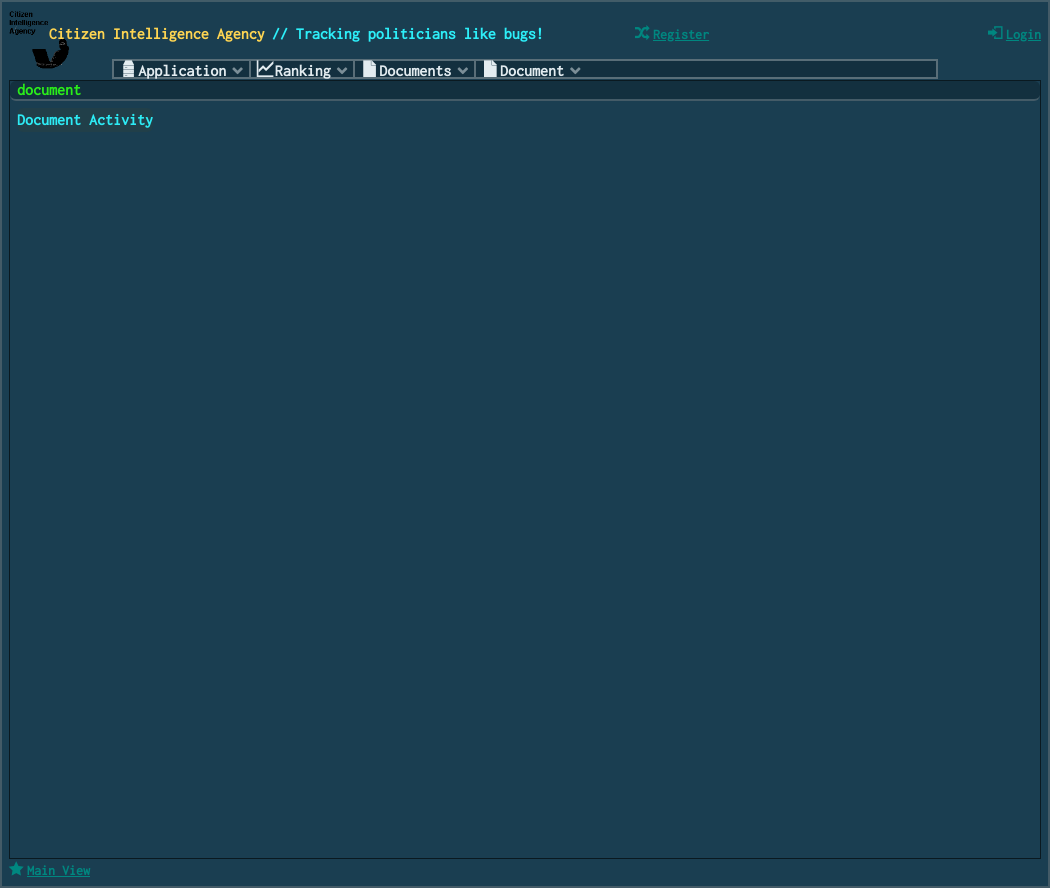 Citizen
Intelligence
Agency
Citizen Intelligence Agency // Tracking politicians like bugs!
Register
Login
Application
Ranking
Documents
Document
document
Document Activity
Main View